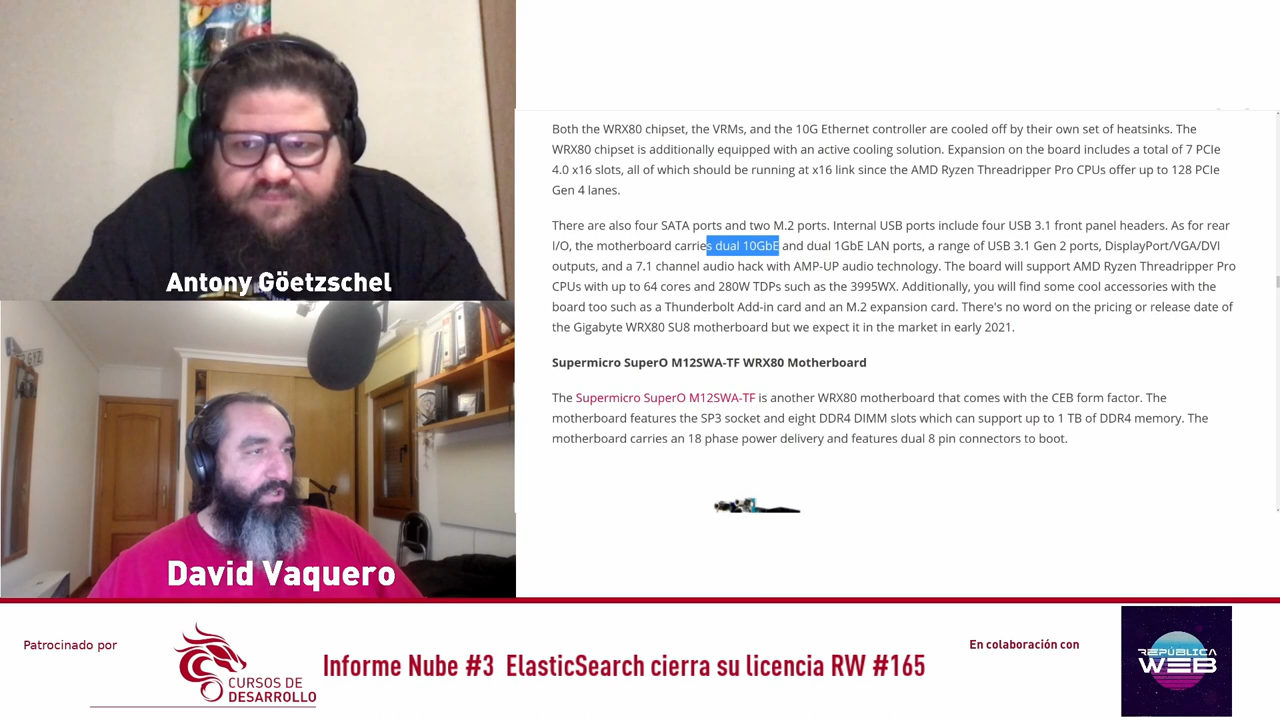 Antony Göetzschel
David Vaquero
Both the WRX80 chipset, the VRMs, and the 10G Ethernet controller are cooled off by their own set of heatsinks. The
WRX80 chipset is additionally equipped with an active cooling solution. Expansion on the board includes a total of 7 PCIe
4.0 x16 slots, all of which should be running at x16 link since the AMD Ryzen Threadripper Pro CPUs offer up to 128 PCIe
Gen 4 lanes.
There are also four SATA ports and two M.2 ports. Internal USB ports include four USB 3.1 front panel headers. As for rear
I/O, the motherboard carries dual 10GbE and dual 1GbE LAN ports, a range of USB 3.1 Gen 2 ports, DisplayPort/VGA/DVI
outputs, and a 7.1 channel audio hack with AMP-UP audio technology. The board will support AMD Ryzen Threadripper Pro
CPUs with up to 64 cores and 280W TDPs such as the 3995WX. Additionally, you will find some cool accessories with the
board too such as a Thunderbolt Add-in card and an M.2 expansion card. There's no word on the pricing or release date of
the Gigabyte WRX80 SU8 motherboard but we expect it in the market in early 2021.
Supermicro SuperO M12SWA-TF WRX80 Motherboard
The Supermicro SuperO M12SWA-TF is another WRX80 motherboard that comes with the CEB form factor. The
motherboard features the SP3 socket and eight DDR4 DIMM slots which can support up to 1 TB of DDR4 memory. The
motherboard carries an 18 phase power delivery and features dual 8 pin connectors to boot.
Patrocinado por
CURSOS DE
DESARROLLO
Informe Nube #3 ElasticSearch cierra su licencia RW #165
En colaboración con
REPÚBLICA
WEB